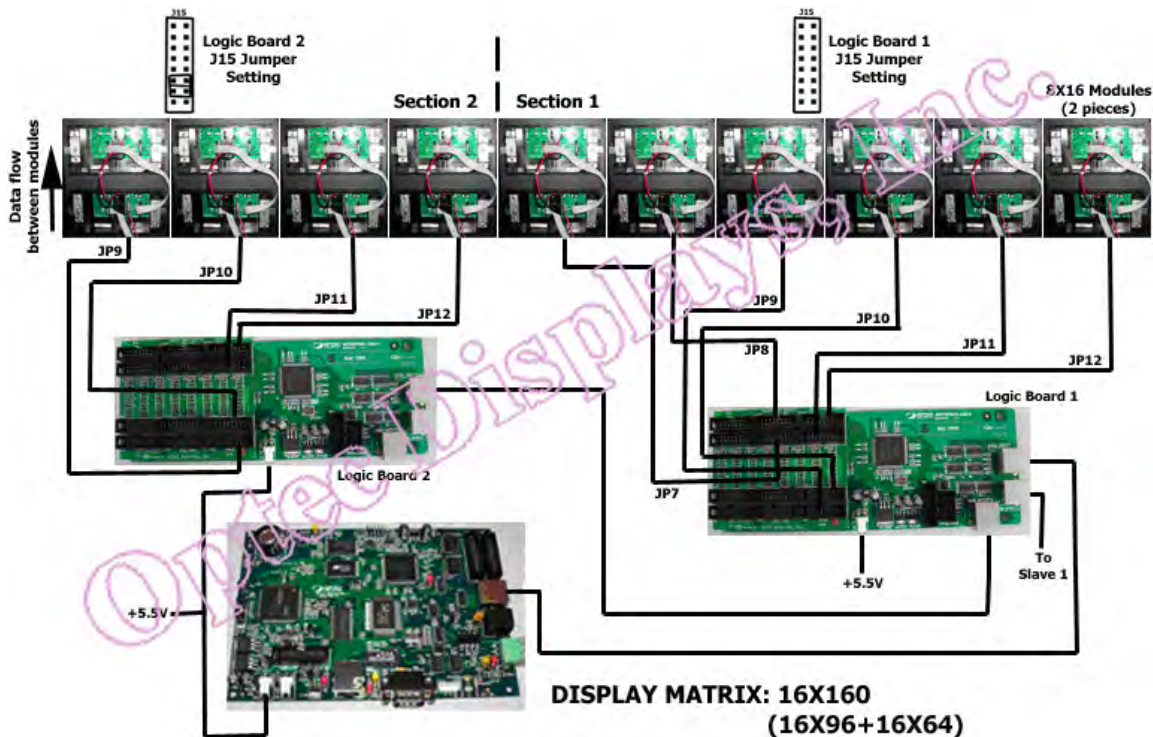 J15
Logic Board 2
J15 Jumper
Setting
J15
Logic Board 1
J15 Jumper
Setting
Section 2
Section 1
8X16 Modules
(2 pieces)
Data flow
between modules
JP9
JP10
JP11
JP12
JP9
JP10
JP8
JP11
JP12
Logic Board 1
Logic Board 2
JP7
To
Slave 1
+5.5V
+5.5V
DISPLAY MATRIX: 16X160
(16X96+16X64)
Optec Displays, Inc.